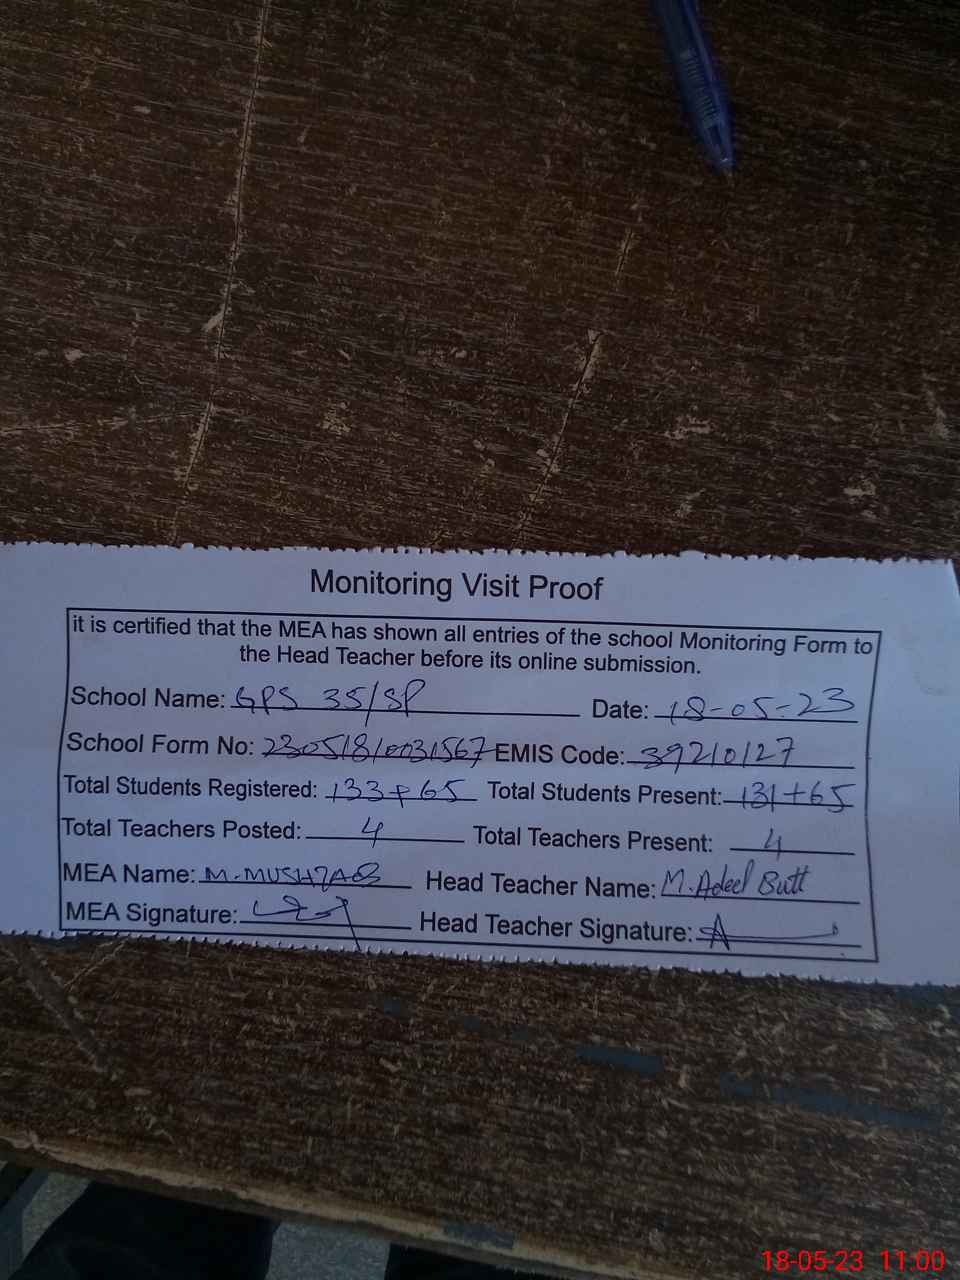 Monitoring Visit Proof
it is certified that the MEA has shown all entries of the school Monitoring Form to
the Head Teacher before its online submission.
School Name: GPS 35/SP Date: 18-05-23
School Form No: EMIS Code: 39210127
Total Students Registered: 133+65 Total Students Present: 131+65
Total Teachers Posted: 4 Total Teachers Present: 4
MEA Name: M. Head Teacher Name: M. Adeel Butt
MEA Signature: Head Teacher Signature:
18-05-23 11:00